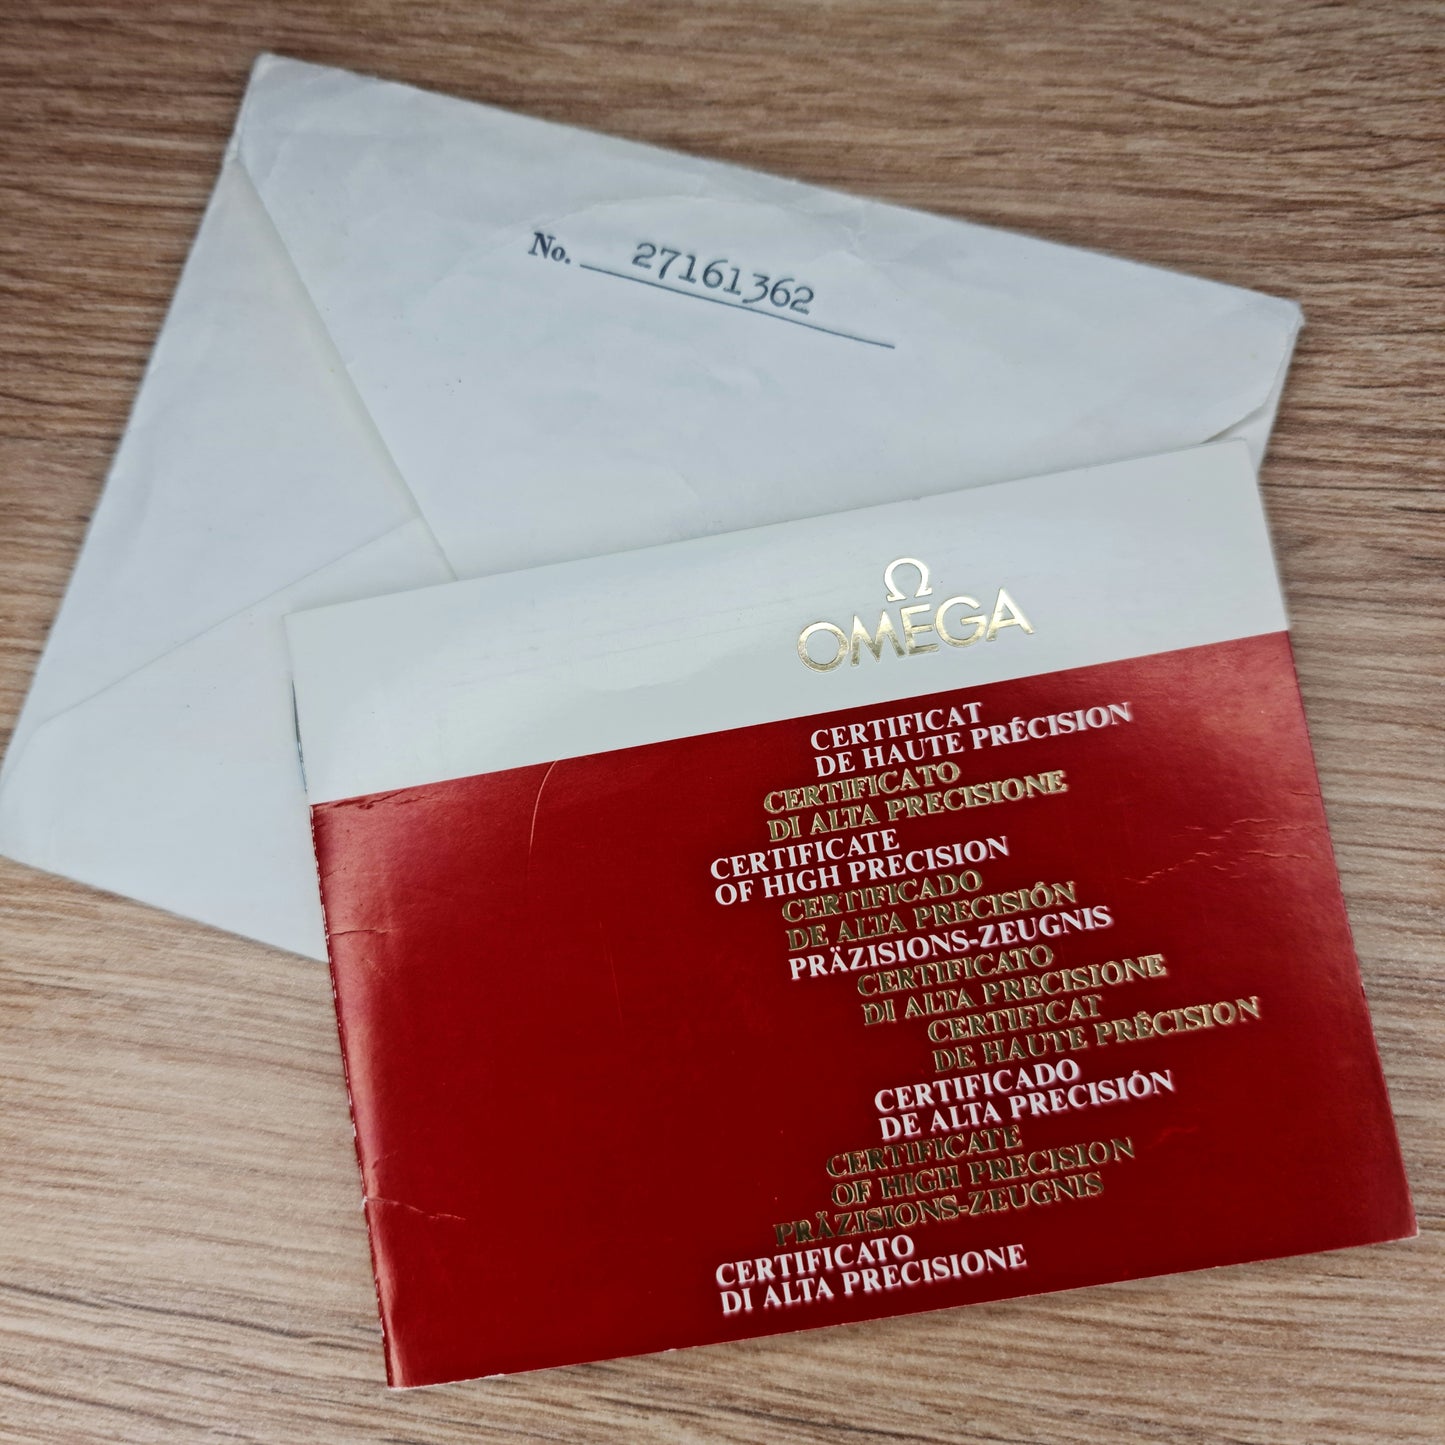 No. 27161362
Ω
OMEGA
CERTIFICAT
DE HAUTE PRÉCISION
CERTIFICATO
DI ALTA PRECISIONE
CERTIFICATE
OF HIGH PRECISION
CERTIFICADO
DE ALTA PRECISIÓN
PRÄZISIONS-ZEUGNIS
CERTIFICATO
DI ALTA PRECISIONE
CERTIFICAT
DE HAUTE PRÉCISION
CERTIFICADO
DE ALTA PRECISIÓN
CERTIFICATE
OF HIGH PRECISION
PRÄZISIONS-ZEUGNIS
CERTIFICATO
DI ALTA PRECISIONE